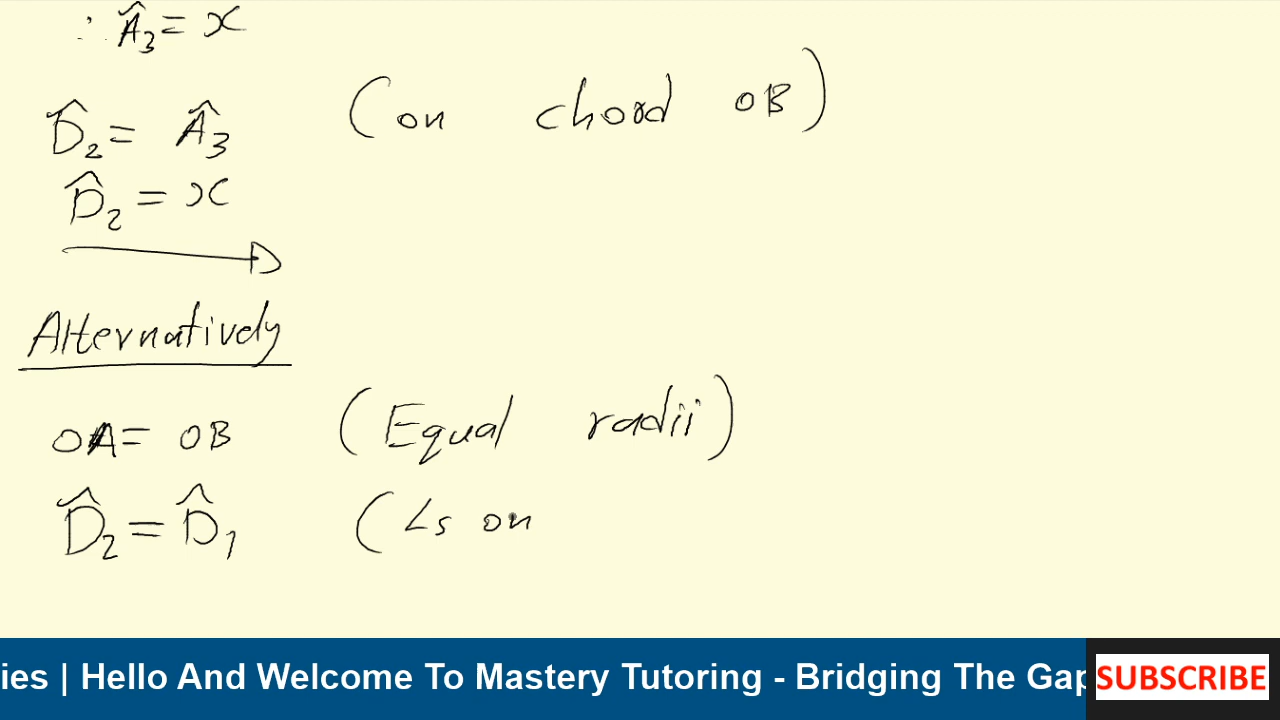 ∴ Â₃ = x
D̂₂ = Â₃ (on chord OB)
D̂₂ = x
Alternatively
OA = OB (Equal radii)
D̂₂ = D̂₁ (∠s on
ies | Hello And Welcome To Mastery Tutoring - Bridging The Gap
SUBSCRIBE